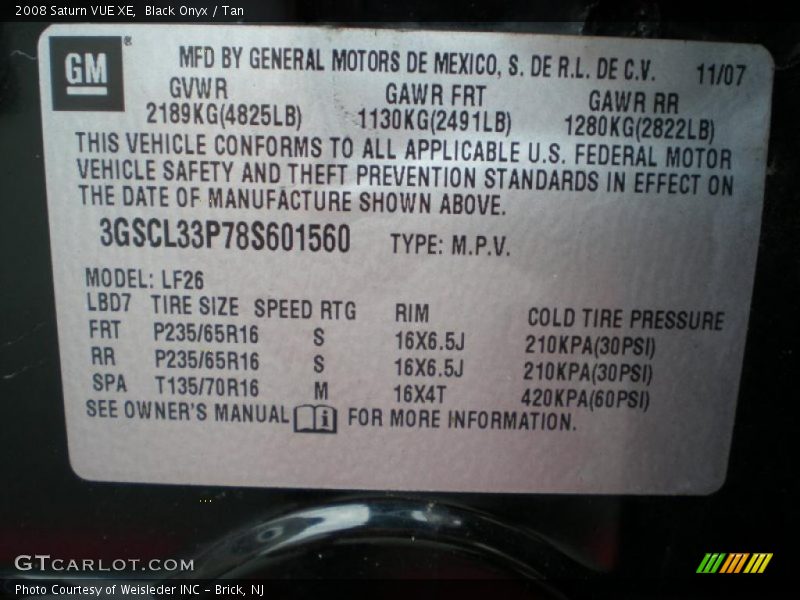 2008 Saturn VUE XE, Black Onyx / Tan
GM ®
MFD BY GENERAL MOTORS DE MEXICO, S. DE R.L. DE C.V. 11/07
GVWR GAWR FRT GAWR RR
2189KG(4825LB) 1130KG(2491LB) 1280KG(2822LB)
THIS VEHICLE CONFORMS TO ALL APPLICABLE U.S. FEDERAL MOTOR
VEHICLE SAFETY AND THEFT PREVENTION STANDARDS IN EFFECT ON
THE DATE OF MANUFACTURE SHOWN ABOVE.
3GSCL33P78S601560 TYPE: M.P.V.
MODEL: LF26
LBD7 TIRE SIZE SPEED RTG RIM COLD TIRE PRESSURE
FRT P235/65R16 S 16X6.5J 210KPA(30PSI)
RR P235/65R16 S 16X6.5J 210KPA(30PSI)
SPA T135/70R16 M 16X4T 420KPA(60PSI)
SEE OWNER'S MANUAL i FOR MORE INFORMATION.
GTCARLOT.COM
Photo Courtesy of Weisleder INC - Brick, NJ